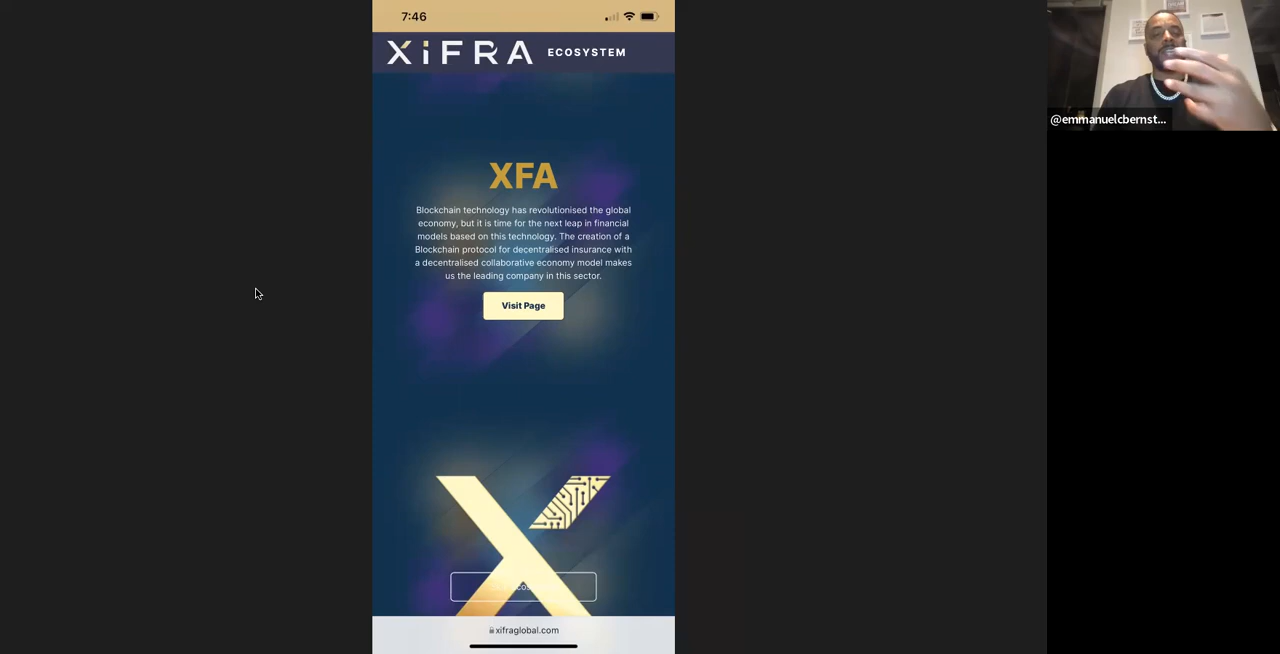 7:46
XiFRA ECOSYSTEM
XFA
Blockchain technology has revolutionised the global
economy, but it is time for the next leap in financial
models based on this technology. The creation of a
Blockchain protocol for decentralised insurance with
a decentralised collaborative economy model makes
us the leading company in this sector.
Visit Page
xifraglobal.com
@emmanuelcbernst...